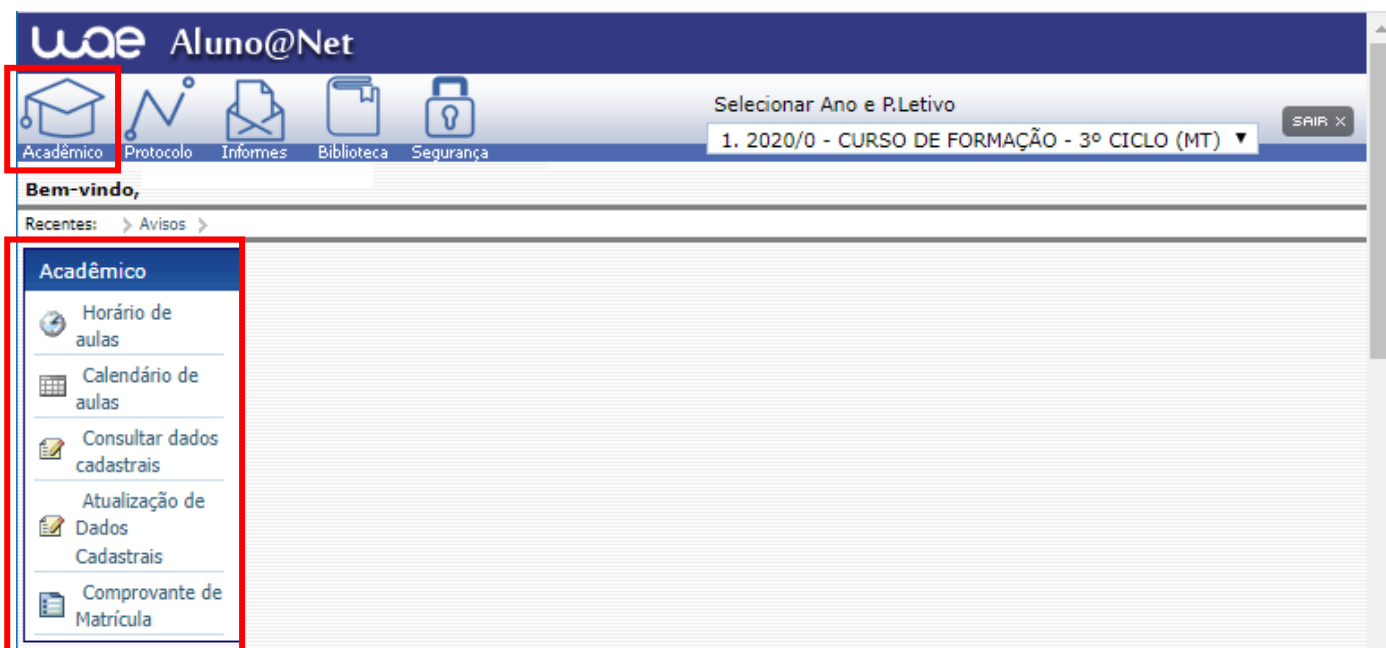 wae Aluno@Net
Selecionar Ano e P.Letivo
1. 2020/0 - CURSO DE FORMAÇÃO - 3º CICLO (MT) ▼
SAIR X
Acadêmico Protocolo Informes Biblioteca Segurança
Bem-vindo,
Recentes: > Avisos >
Acadêmico
Horário de
aulas
Calendário de
aulas
Consultar dados
cadastrais
Atualização de
Dados
Cadastrais
Comprovante de
Matrícula